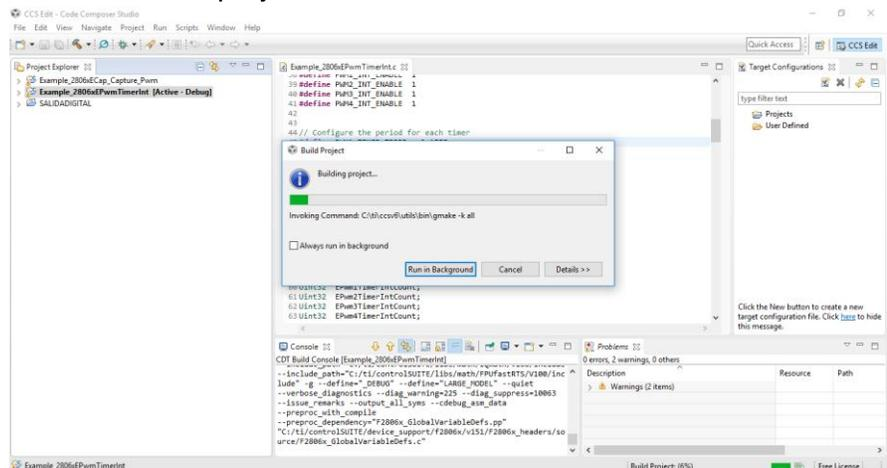 CCS Edit - Code Composer Studio
File Edit View Navigate Project Run Scripts Window Help
Quick Access
CCS Edit
Project Explorer
Example_2806xECap_Capture_Pwm
Example_2806xEPwmTimerInt [Active - Debug]
SALIDADIGITAL
Example_2806xEPwmTimerInt.c
39 #define PWM2_INT_ENABLE 1
40 #define PWM3_INT_ENABLE 1
41 #define PWM4_INT_ENABLE 1
42
43
44 // Configure the period for each timer
Build Project
Building project...
Invoking Command: C:\ti\ccsv6\utils\bin\gmake -k all
Always run in background
Run in Background
Cancel
Details >>
61 Uint32 EPwm2TimerIntCount;
62 Uint32 EPwm3TimerIntCount;
63 Uint32 EPwm4TimerIntCount;
Target Configurations
type filter text
Projects
User Defined
Click the New button to create a new
target configuration file. Click here to hide
this message.
Console
CDT Build Console [Example_2806xEPwmTimerInt]
--include_path="C:/ti/controlSUITE/libs/math/FPUfastRTS/V100/inc
lude" -g --define="_DEBUG" --define="LARGE_MODEL" --quiet
--verbose_diagnostics --diag_warning=225 --diag_suppress=10063
--issue_remarks --output_all_syms --cdebug_asm_data
--preproc_with_compile
--preproc_dependency="F2806x_GlobalVariableDefs.pp"
"C:/ti/controlSUITE/device_support/f2806x/v151/F2806x_headers/so
urce/F2806x_GlobalVariableDefs.c"
Problems
0 errors, 2 warnings, 0 others
Description
Resource
Path
Warnings (2 items)
Example_2806xEPwmTimerInt
Build Project: (6%)
Free License